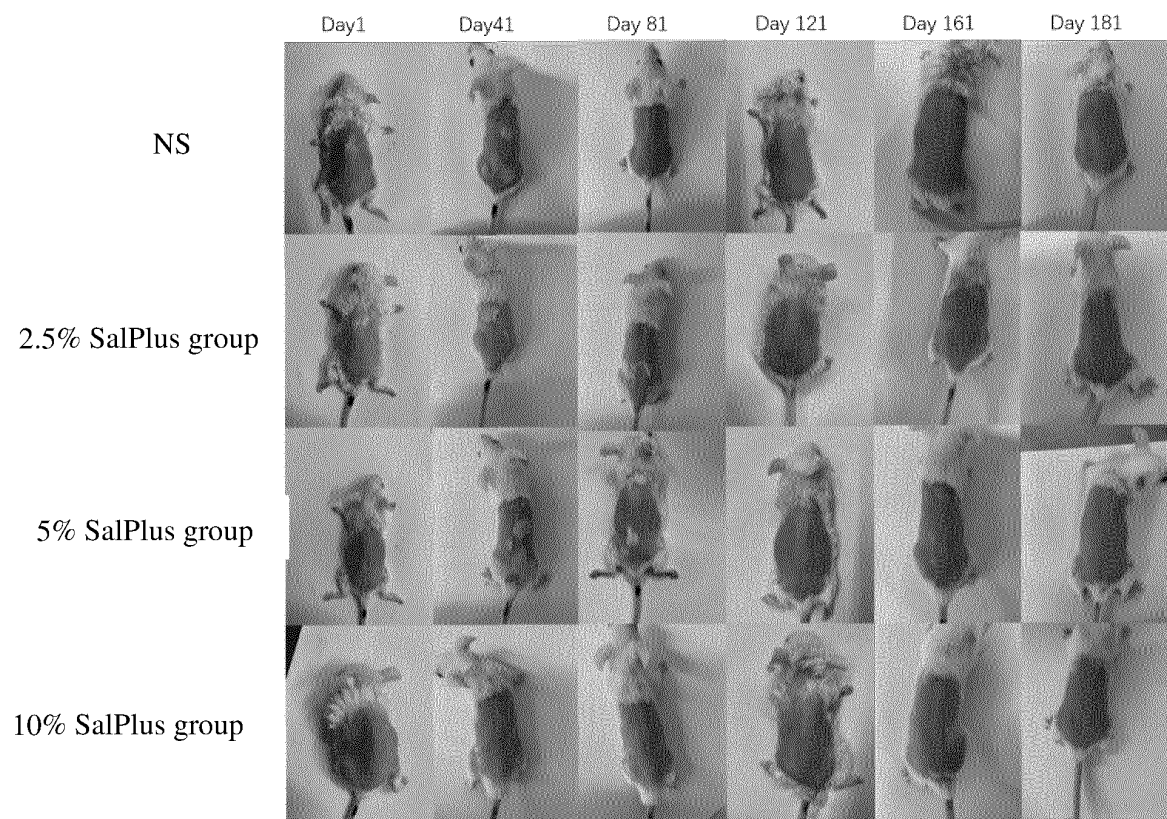 Day1 Day41 Day 81 Day 121 Day 161 Day 181
NS
2.5% SalPlus group
5% SalPlus group
10% SalPlus group